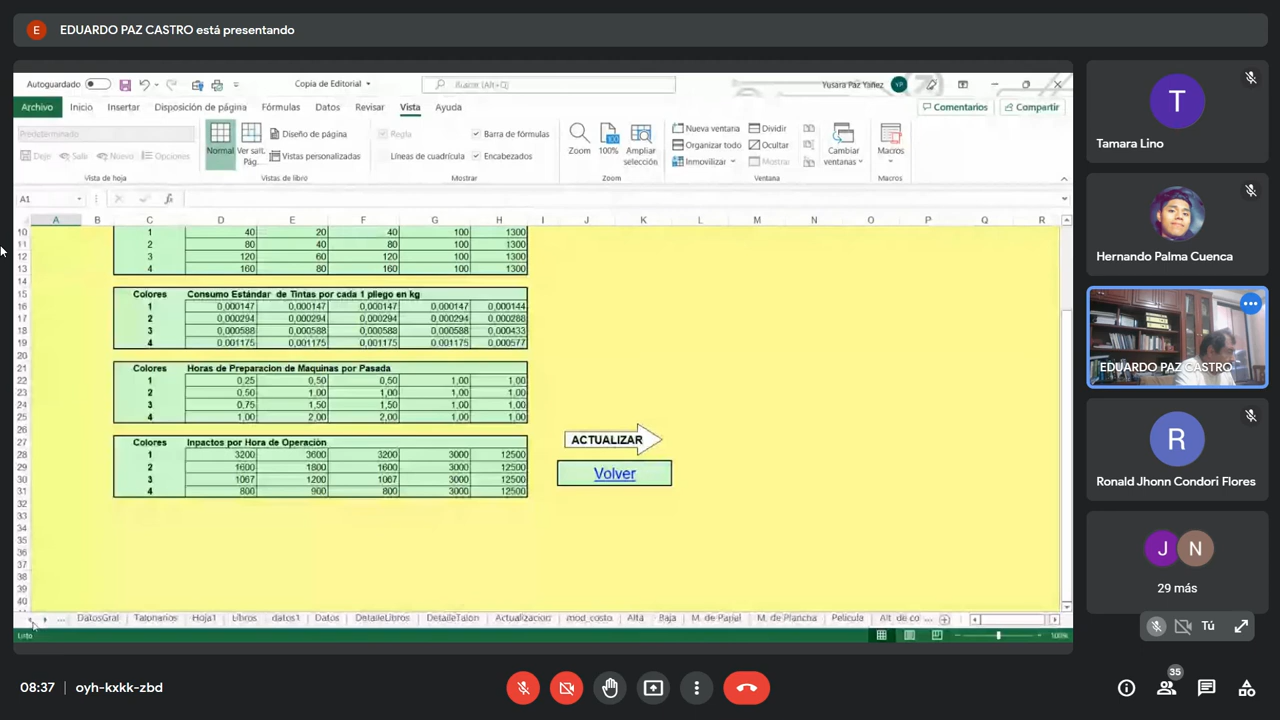 E EDUARDO PAZ CASTRO está presentando
Autoguardado
Copia de Editorial
Buscar (Alt+Q)
Yusara Paz Yañez YP
Archivo Inicio Insertar Disposición de página Fórmulas Datos Revisar Vista Ayuda Comentarios Compartir
Predeterminado
Normal
Ver salt. Pág.
Diseño de página
Vistas personalizadas
Regla
Barra de fórmulas
Líneas de cuadrícula
Encabezados
Zoom
100%
Ampliar selección
Nueva ventana
Organizar todo
Inmovilizar
Dividir
Ocultar
Mostrar
Cambiar ventanas
Macros
Deje Salir Nuevo Opciones
Vista de hoja Vistas de libro Mostrar Zoom Ventana Macros
A1 fx
A B C D E F G H I J K L M N O P Q R
10 1 40 20 40 100 1300
11 2 80 40 80 100 1300
12 3 120 60 120 100 1300
13 4 160 80 160 100 1300
14
15 Colores Consumo Estándar de Tintas por cada 1 pliego en kg
16 1 0,000147 0,000147 0,000147 0,000147 0,000144
17 2 0,000294 0,000294 0,000294 0,000294 0,000288
18 3 0,000588 0,000588 0,000588 0,000588 0,000433
19 4 0,001175 0,001175 0,001175 0,001175 0,000577
20
21 Colores Horas de Preparacion de Maquinas por Pasada
22 1 0,25 0,50 0,50 1,00 1,00
23 2 0,50 1,00 1,00 1,00 1,00
24 3 0,75 1,50 1,50 1,00 1,00
25 4 1,00 2,00 2,00 1,00 1,00
26
27 Colores Inpactos por Hora de Operación
28 1 3200 3600 3200 3000 12500
29 2 1600 1800 1600 3000 12500
30 3 1067 1200 1067 3000 12500
31 4 800 900 800 3000 12500
32
33
34
35
36
37
38
39
40
ACTUALIZAR
Volver
... DatosGral Talonarios Hoja1 Libros datos1 Datos DetalleLibros DetalleTalon Actualizacion mod_costo Alta Baja M. de Papel M. de Plancha Pelicula Alt_de co ...
Listo 100%
T
Tamara Lino
Hernando Palma Cuenca
EDUARDO PAZ CASTRO
R
Ronald Jhonn Condori Flores
J N
29 más
Tú
08:37 | oyh-kxkk-zbd
35